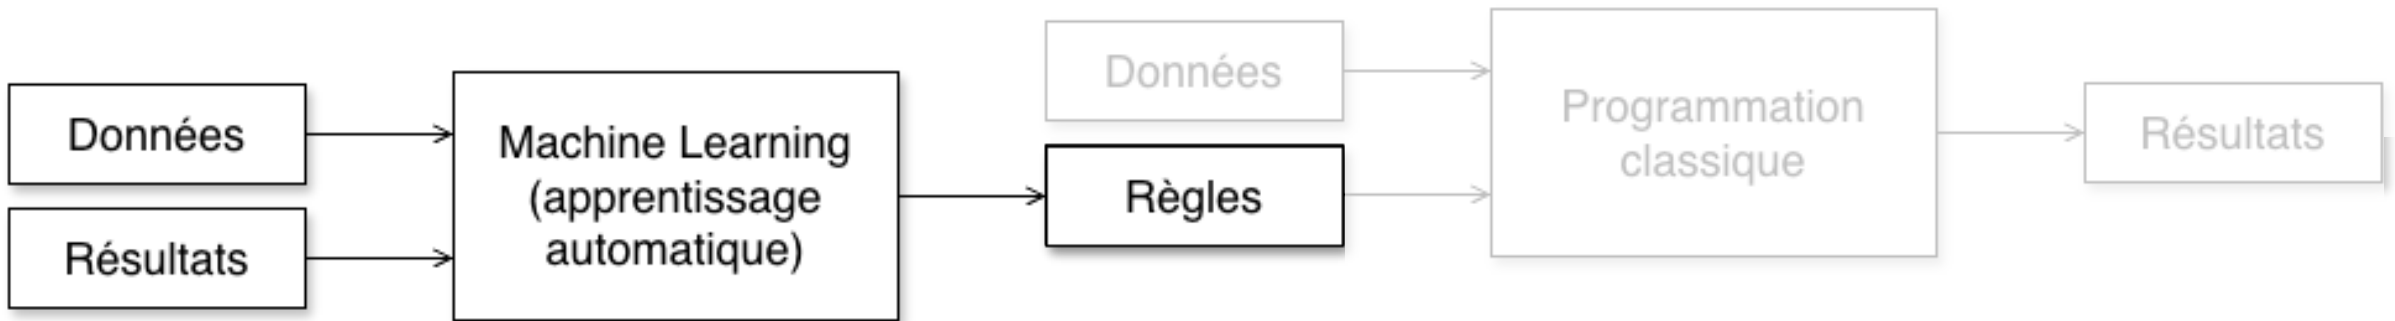 Données
Résultats
Machine Learning
(apprentissage
automatique)
Données
Règles
Programmation
classique
Résultats